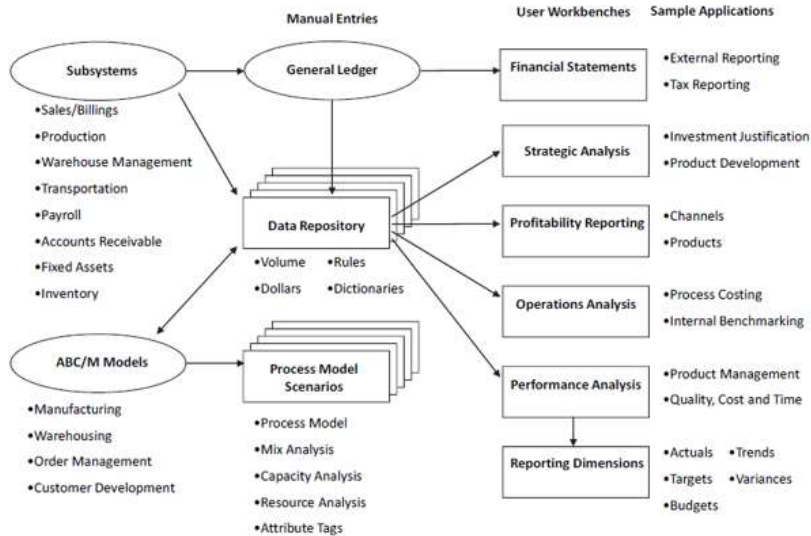 Manual Entries
User Workbenches
Sample Applications
Subsystems
•Sales/Billings
•Production
•Warehouse Management
•Transportation
•Payroll
•Accounts Receivable
•Fixed Assets
•Inventory
General Ledger
Financial Statements
•External Reporting
•Tax Reporting
Strategic Analysis
•Investment Justification
•Product Development
Data Repository
•Volume •Rules
•Dollars •Dictionaries
Profitability Reporting
•Channels
•Products
Operations Analysis
•Process Costing
•Internal Benchmarking
ABC/M Models
•Manufacturing
•Warehousing
•Order Management
•Customer Development
Process Model
Scenarios
•Process Model
•Mix Analysis
•Capacity Analysis
•Resource Analysis
•Attribute Tags
Performance Analysis
•Product Management
•Quality, Cost and Time
Reporting Dimensions
•Actuals •Trends
•Targets •Variances
•Budgets